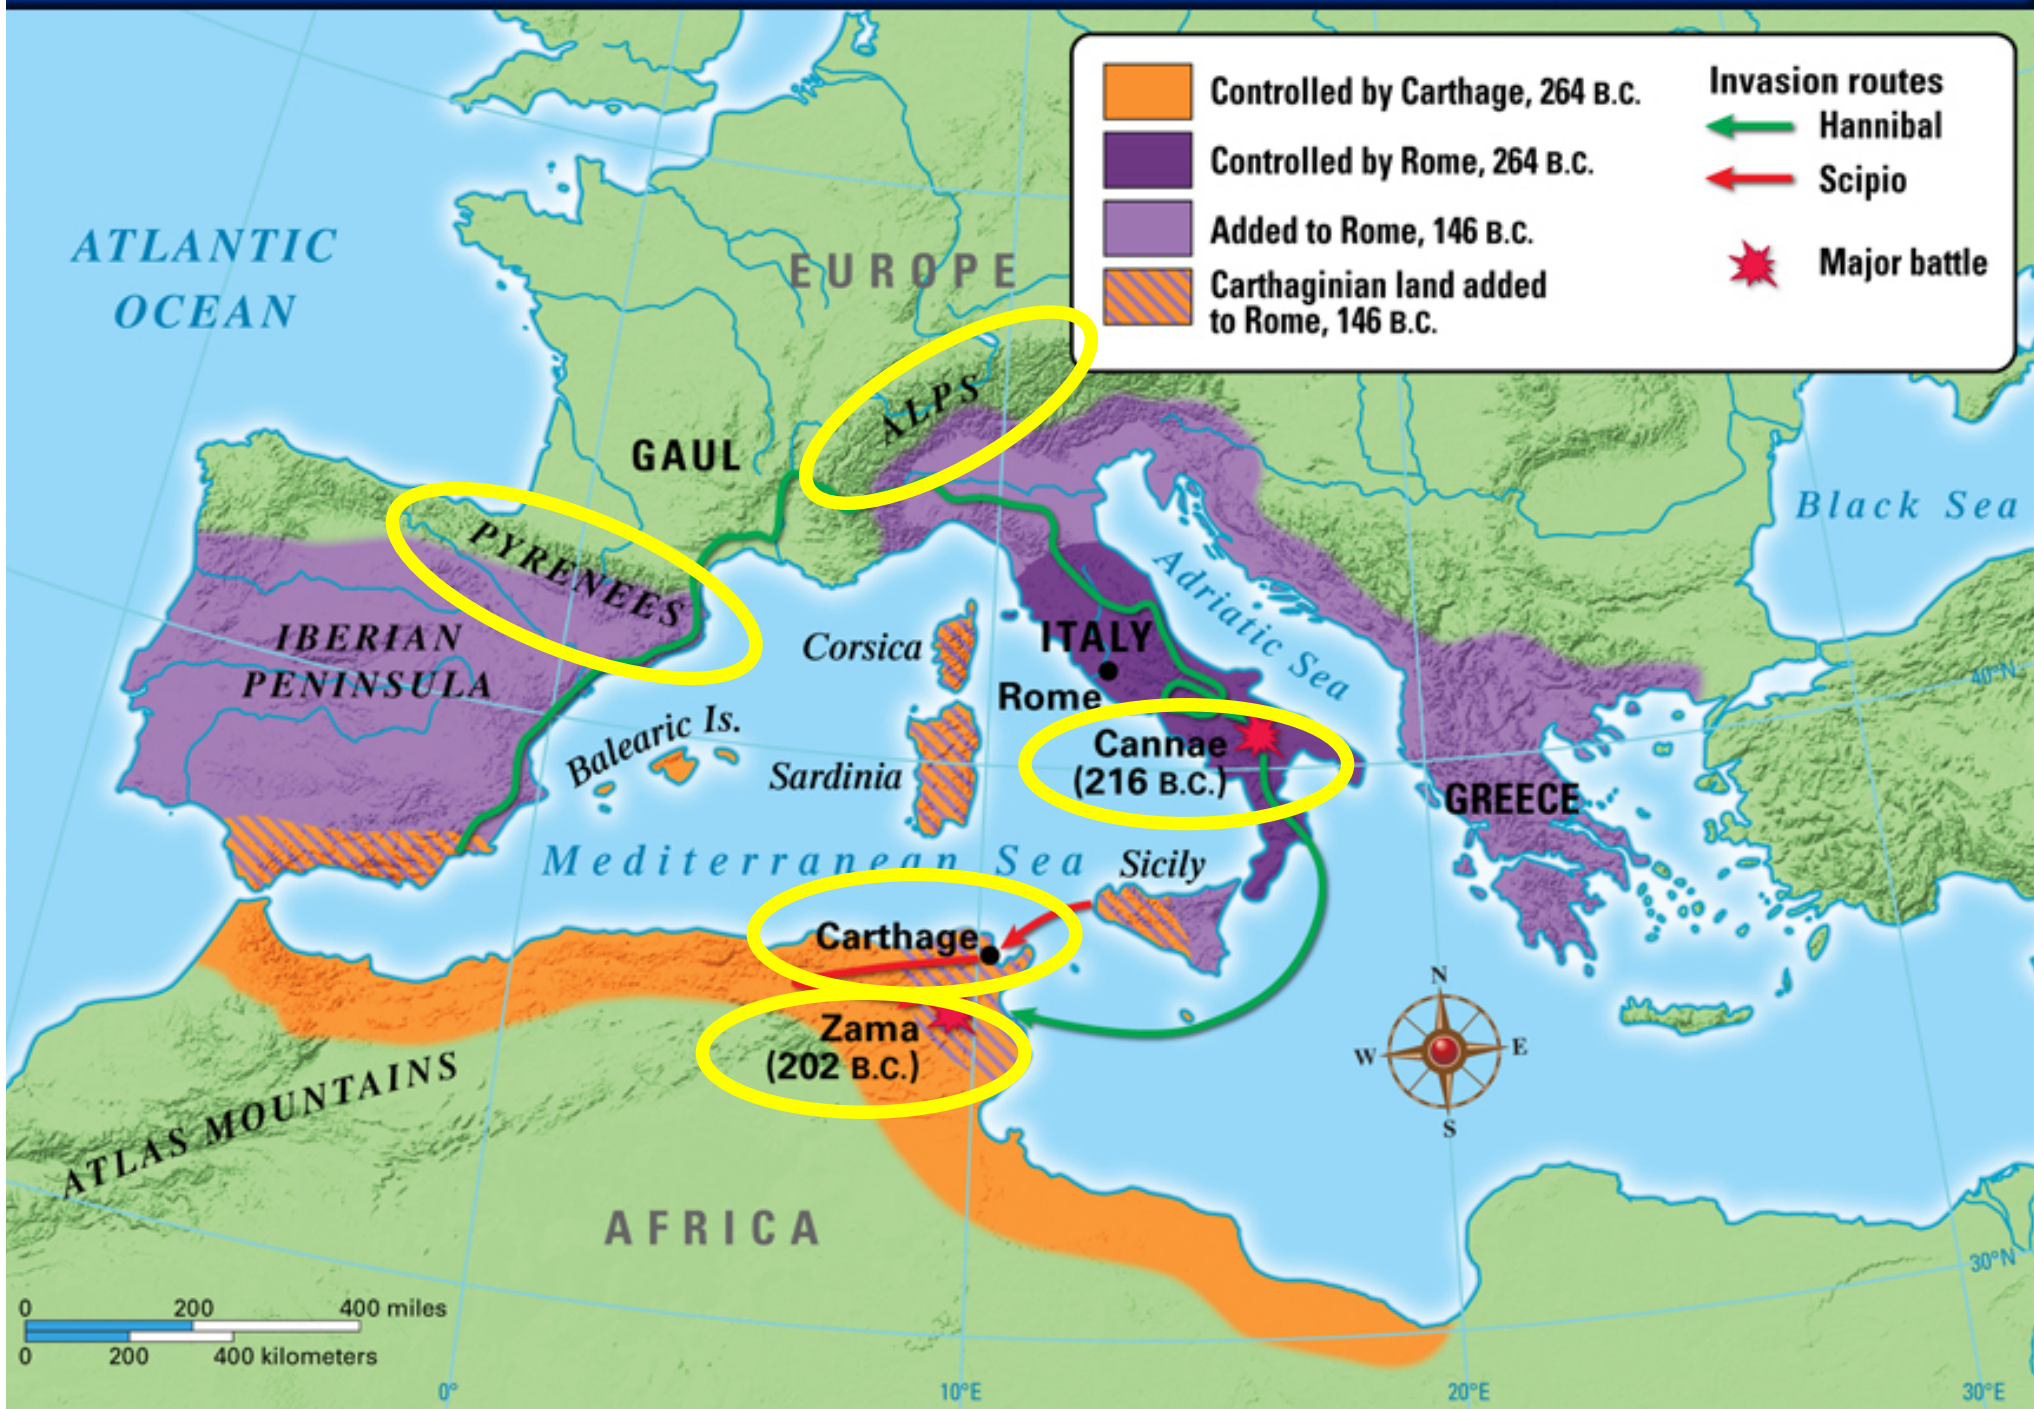 Controlled by Carthage, 264 B.C.
Controlled by Rome, 264 B.C.
Added to Rome, 146 B.C.
Carthaginian land added
to Rome, 146 B.C.
Invasion routes
Hannibal
Scipio
Major battle
ATLANTIC
OCEAN
EUROPE
ALPS
GAUL
PYRENEES
IBERIAN
PENINSULA
Black Sea
Adriatic Sea
Corsica
ITALY
Rome
Balearic Is.
Sardinia
Cannae
(216 B.C.)
GREECE
40°N
Mediterranean Sea
Sicily
Carthage
Zama
(202 B.C.)
ATLAS MOUNTAINS
AFRICA
N
W
E
S
30°N
0 200 400 miles
0 200 400 kilometers
0°
10°E
20°E
30°E